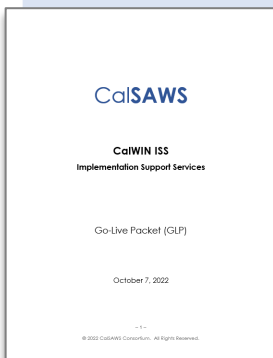 CalSAWS
CalWIN ISS
Implementation Support Services
Go-Live Packet (GLP)
October 7, 2022
– 1 –
© 2022 CalSAWS Consortium. All Rights Reserved.